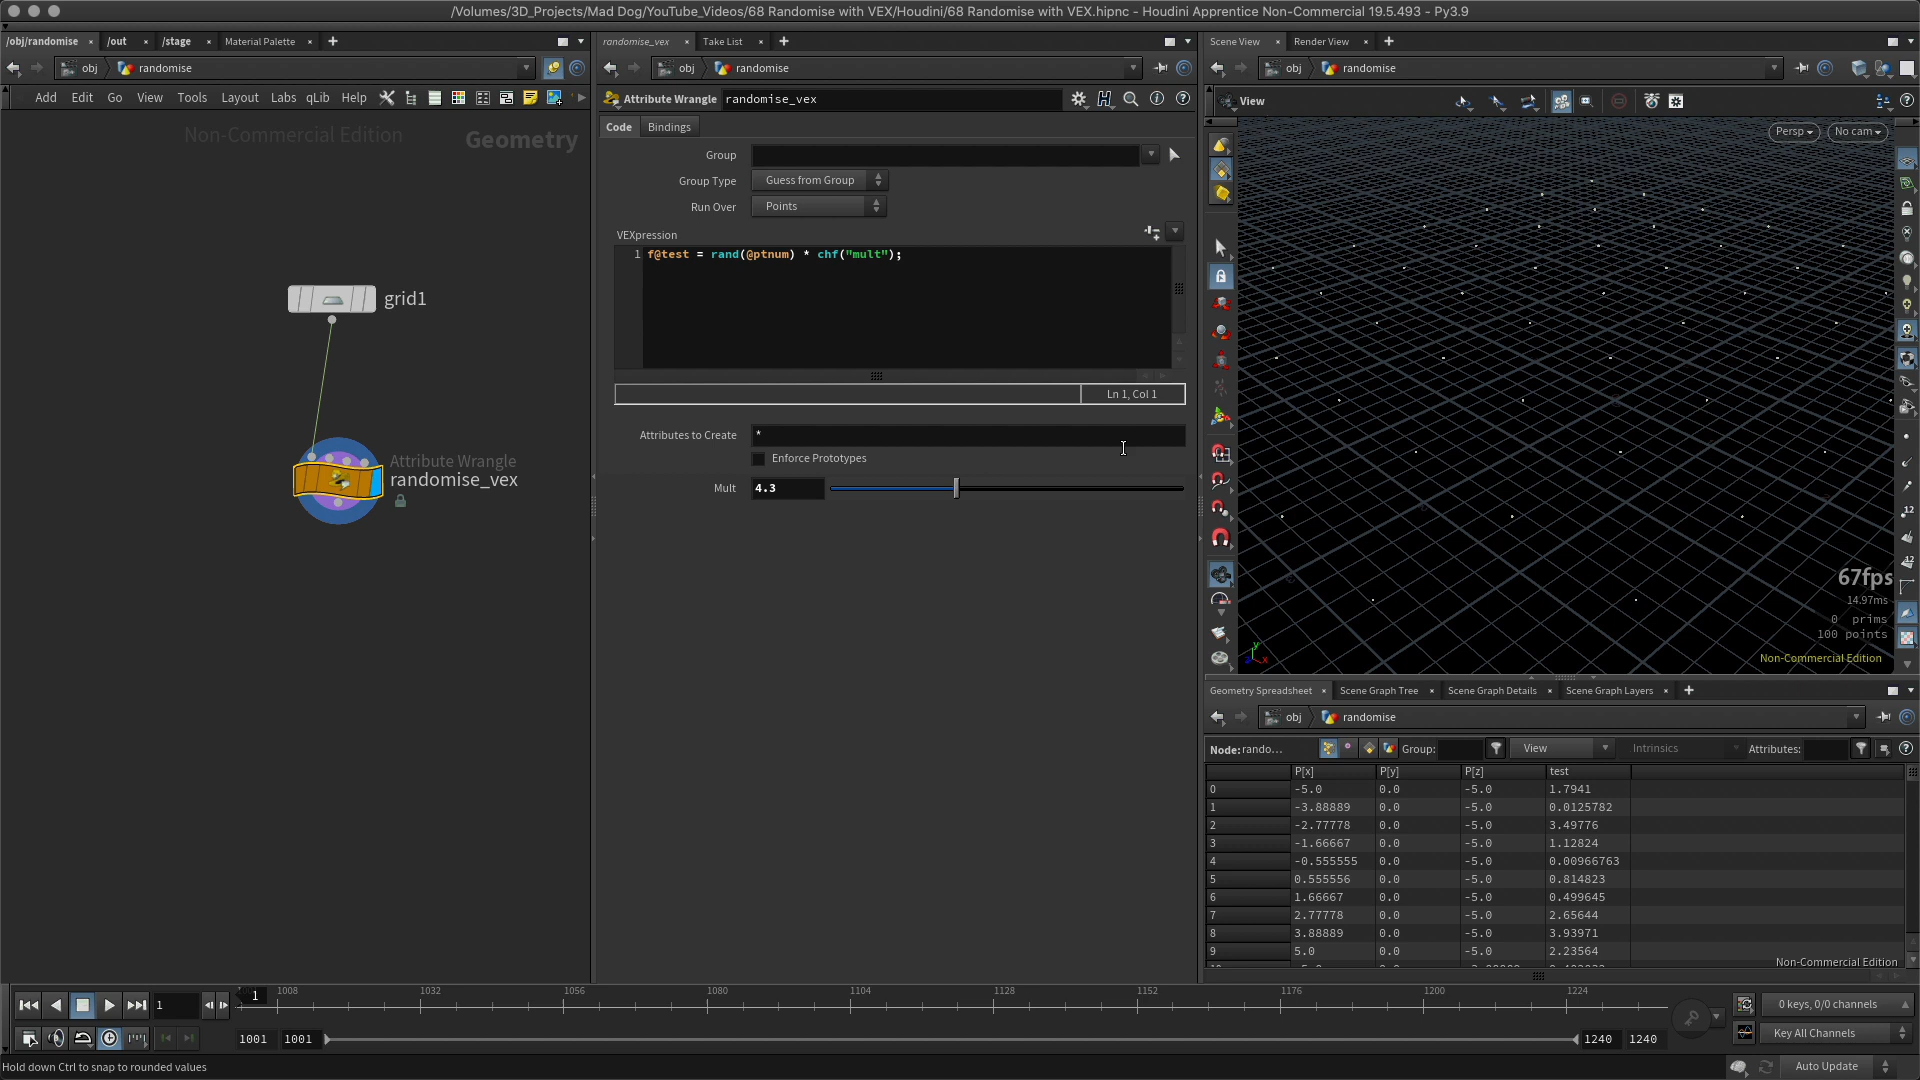 /Volumes/3D_Projects/Mad Dog/YouTube_Videos/68 Randomise with VEX/Houdini/68 Randomise with VEX.hipnc - Houdini Apprentice Non-Commercial 19.5.493 - Py3.9
/obj/randomise × /out × /stage × Material Palette ×
randomise_vex × Take List ×
Scene View × Render View ×
obj randomise
obj randomise
obj randomise
Add Edit Go View Tools Layout Labs qLib Help
Attribute Wrangle randomise_vex
View
Non-Commercial Edition
Geometry
Code Bindings
Persp No cam
Group
Group Type Guess from Group
Run Over Points
VEXpression
1 f@test = rand(@ptnum) * chf("mult");
Ln 1, Col 1
Attributes to Create *
Enforce Prototypes
Mult 4.3
grid1
Attribute Wrangle
randomise_vex
12
12
67fps
14.97ms
0 prims
100 points
Non-Commercial Edition
y
z x
Geometry Spreadsheet × Scene Graph Tree × Scene Graph Details × Scene Graph Layers ×
obj randomise
Node: rando... Group: View Intrinsics Attributes:
P[x] P[y] P[z] test
0 -5.0 0.0 -5.0 1.7941
1 -3.88889 0.0 -5.0 0.0125782
2 -2.77778 0.0 -5.0 3.49776
3 -1.66667 0.0 -5.0 1.12824
4 -0.555555 0.0 -5.0 0.00966763
5 0.555556 0.0 -5.0 0.814823
6 1.66667 0.0 -5.0 0.499645
7 2.77778 0.0 -5.0 2.65644
8 3.88889 0.0 -5.0 3.93971
9 5.0 0.0 -5.0 2.23564
Non-Commercial Edition
1 1 1008 1032 1056 1080 1104 1128 1152 1176 1200 1224
0 keys, 0/0 channels
1001 1001 1240 1240
Key All Channels
Hold down Ctrl to snap to rounded values
Auto Update